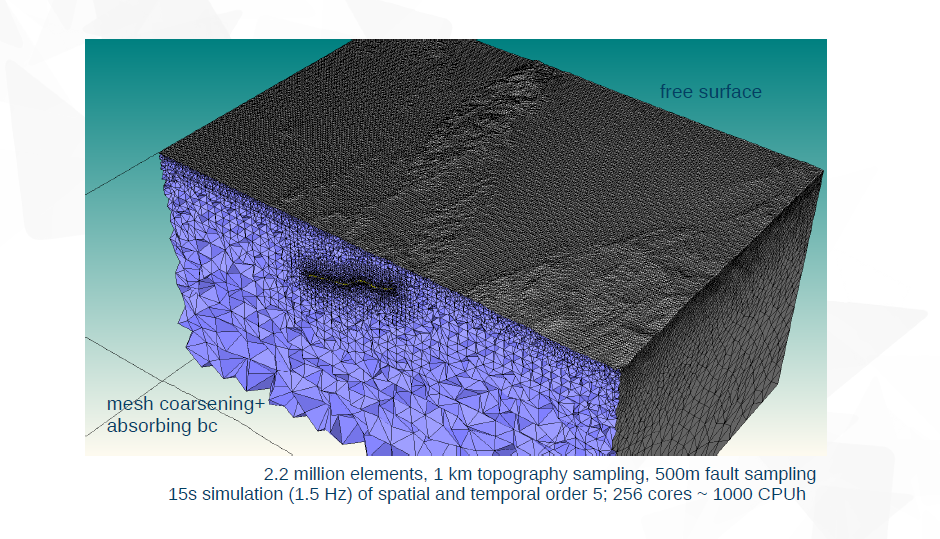 free surface
mesh coarsening+
absorbing bc
2.2 million elements, 1 km topography sampling, 500m fault sampling
15s simulation (1.5 Hz) of spatial and temporal order 5; 256 cores ~ 1000 CPUh